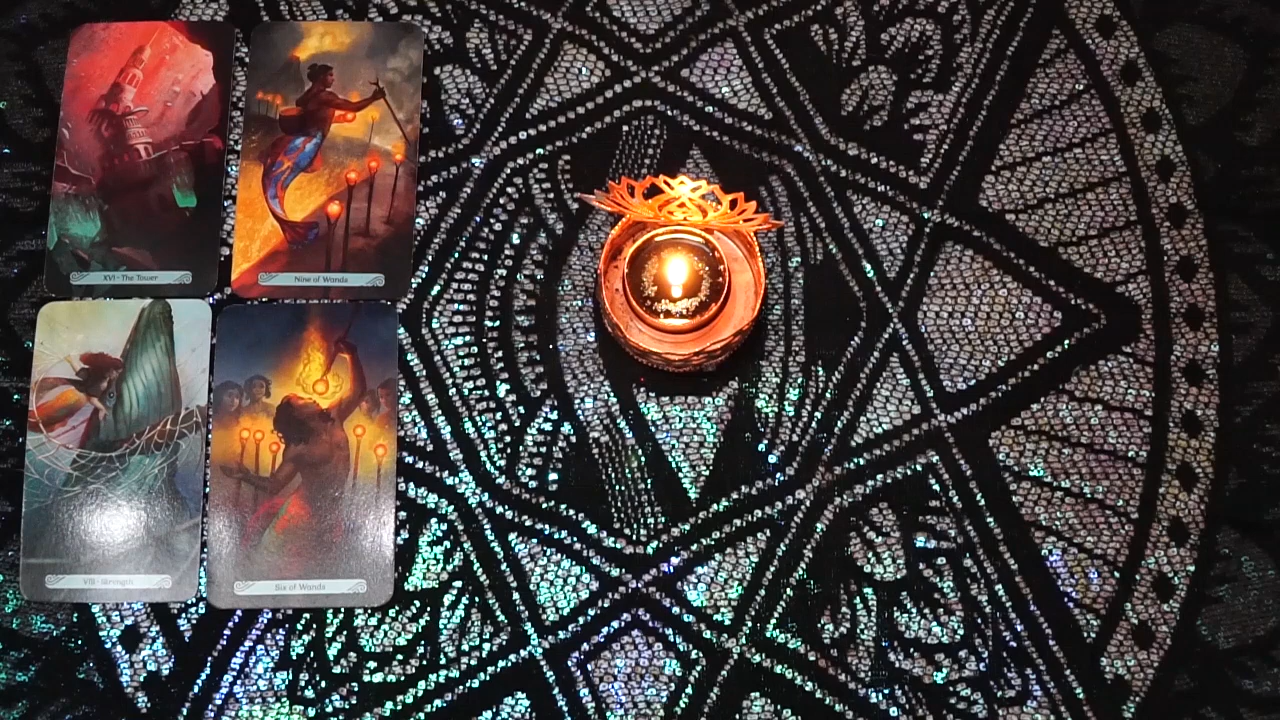 XVI - The Tower
Nine of Wands
VIII - Strength
Six of Wands